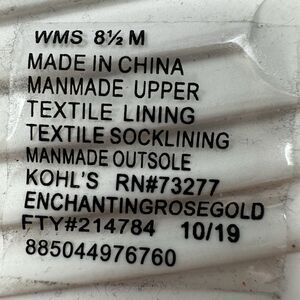 WMS 8½ M
MADE IN CHINA
MANMADE UPPER
TEXTILE LINING
TEXTILE SOCKLINING
MANMADE OUTSOLE
KOHL'S RN#73277
ENCHANTINGROSEGOLD
FTY#214784 10/19
885044976760